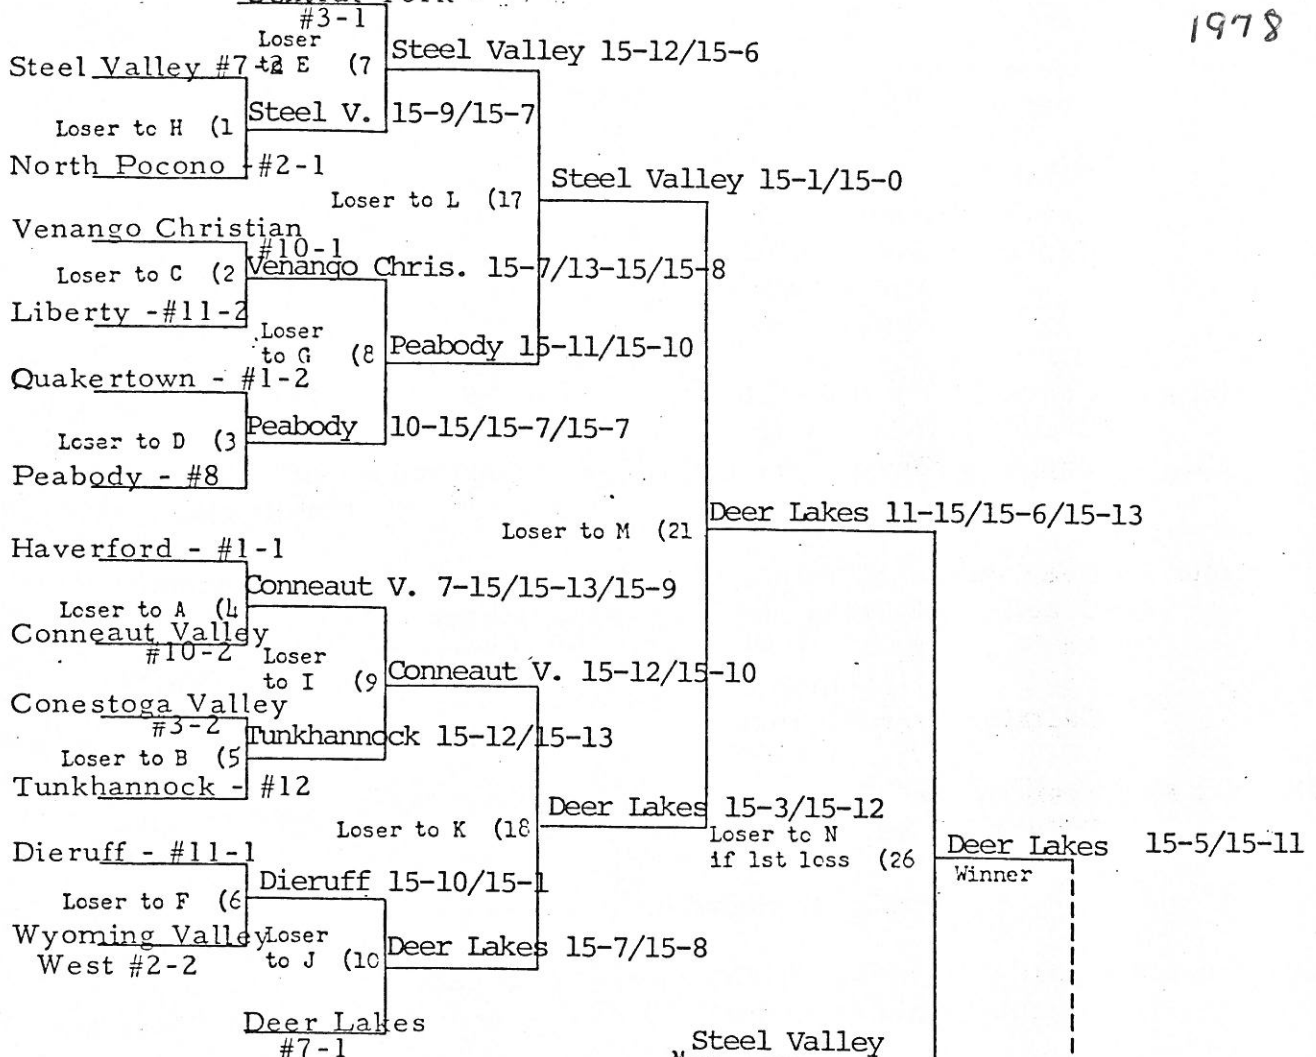 #3-1
1978
Loser
to E (7
Steel Valley 15-12/15-6
Steel Valley #7-2
Steel V. 15-9/15-7
Loser to H (1
North Pocono - #2-1
Steel Valley 15-1/15-0
Loser to L (17
Venango Christian
#10-1
Venango Chris. 15-7/13-15/15-8
Loser to C (2
Liberty - #11-2
Loser
to G (8
Peabody 15-11/15-10
Quakertown - #1-2
Peabody 10-15/15-7/15-7
Loser to D (3
Peabody - #8
Deer Lakes 11-15/15-6/15-13
Loser to M (21
Haverford - #1-1
Conneaut V. 7-15/15-13/15-9
Loser to A (4
Conneaut Valley
#10-2
Loser
to I (9
Conneaut V. 15-12/15-10
Conestoga Valley
#3-2
Tunkhannock 15-12/15-13
Loser to B (5
Tunkhannock - #12
Deer Lakes 15-3/15-12
Loser to K (18
Loser to N
if 1st loss (26
Deer Lakes 15-5/15-11
Winner
Dieruff - #11-1
Dieruff 15-10/15-1
Loser to F (6
Wyoming Valley
West #2-2
Loser
to J (10
Deer Lakes 15-7/15-8
Deer Lakes
#7-1
Steel Valley